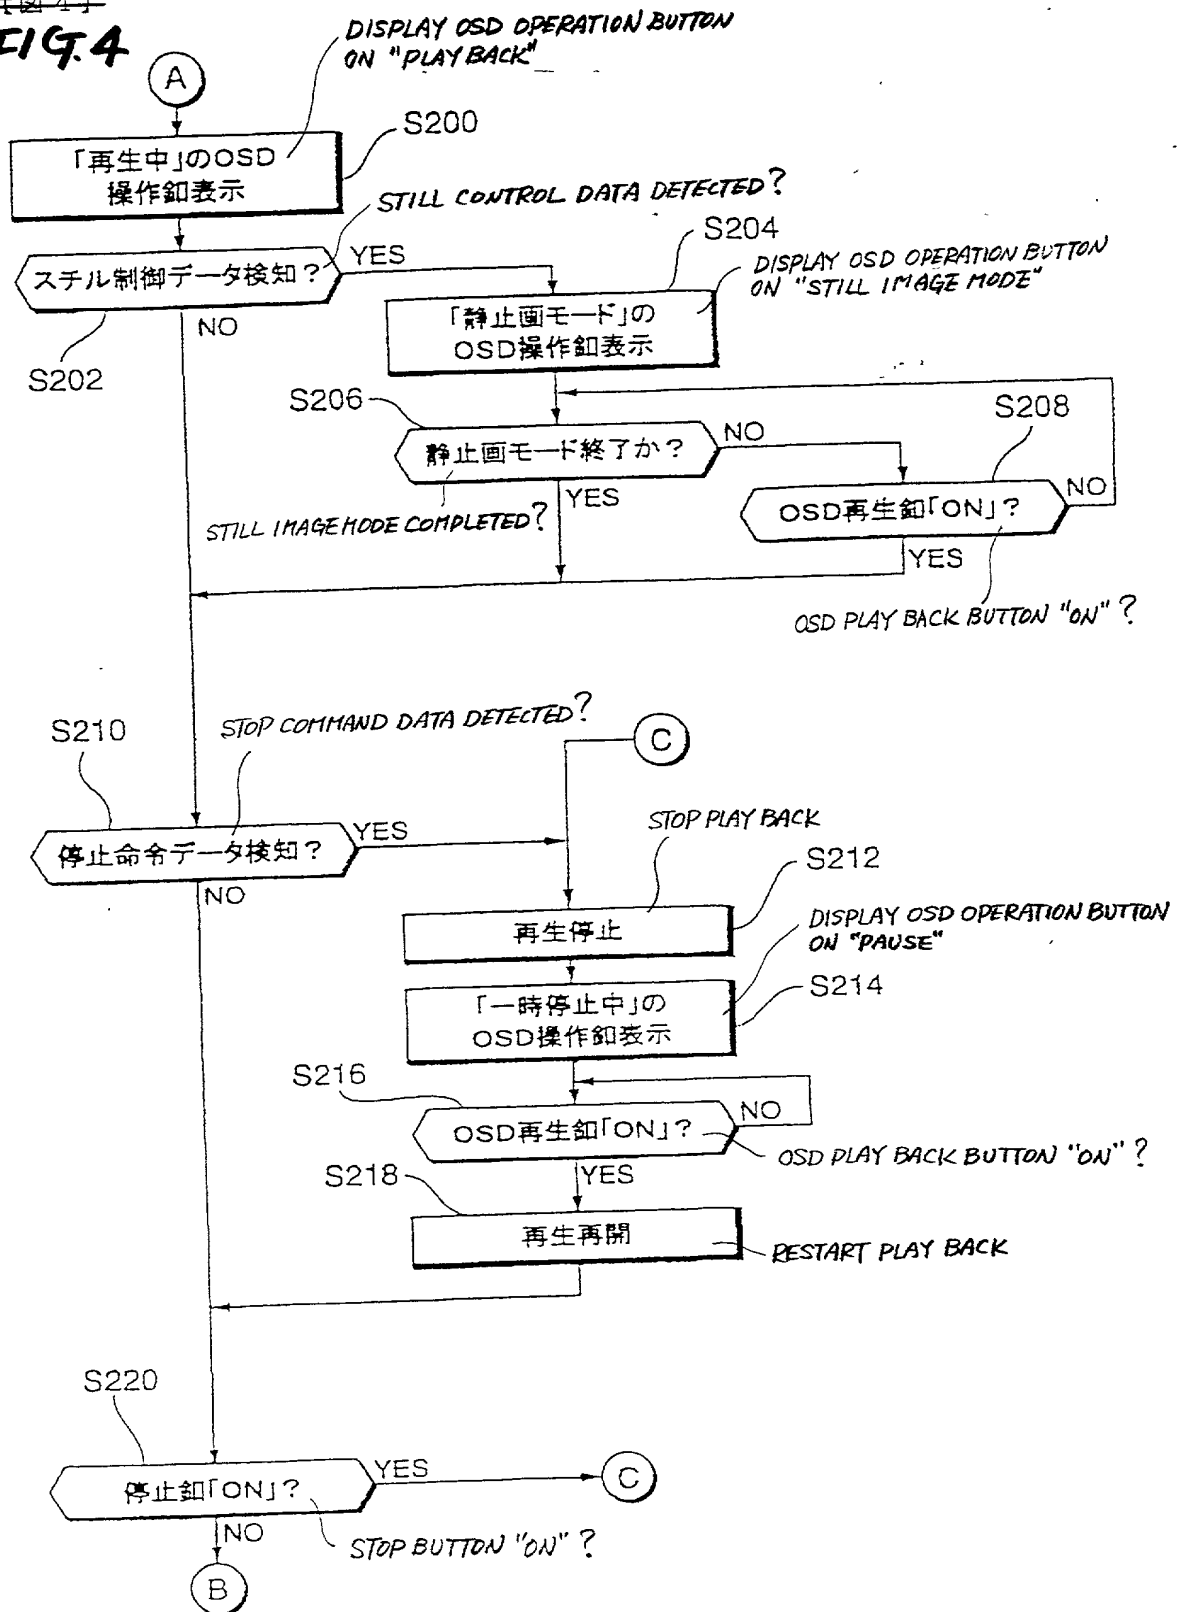 【図4】
FIG.4
DISPLAY OSD OPERATION BUTTON
ON "PLAY BACK"
A
S200
「再生中」のOSD
操作釦表示
STILL CONTROL DATA DETECTED?
スチル制御データ検知?
YES
NO
S202
S204
DISPLAY OSD OPERATION BUTTON
ON "STILL IMAGE MODE"
「静止画モード」の
OSD操作釦表示
S206
静止画モード終了か?
NO
YES
STILL IMAGE MODE COMPLETED?
S208
OSD再生釦「ON」?
NO
YES
OSD PLAY BACK BUTTON "ON"?
S210
STOP COMMAND DATA DETECTED?
C
停止命令データ検知?
YES
NO
STOP PLAY BACK
S212
再生停止
DISPLAY OSD OPERATION BUTTON
ON "PAUSE"
S214
「一時停止中」の
OSD操作釦表示
S216
OSD再生釦「ON」?
NO
YES
OSD PLAY BACK BUTTON "ON"?
S218
再生再開
RESTART PLAY BACK
S220
停止釦「ON」?
YES
C
NO
STOP BUTTON "ON"?
B